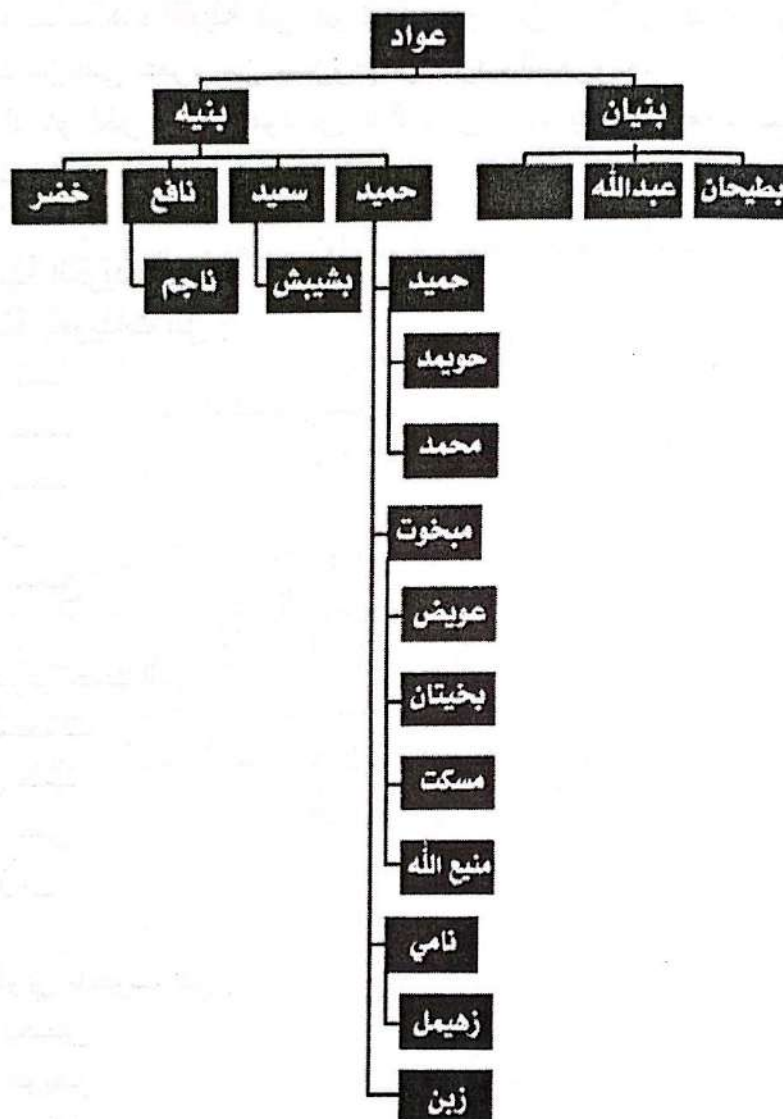 عواد
بنيان
بنيه
بطيحان
عبدالله
حميد
سعيد
نافع
خضر
حميد
بشيبش
ناجم
حويمد
محمد
مبخوت
عويض
بخيتان
مسكت
منيع الله
نامي
زهيمل
زبن